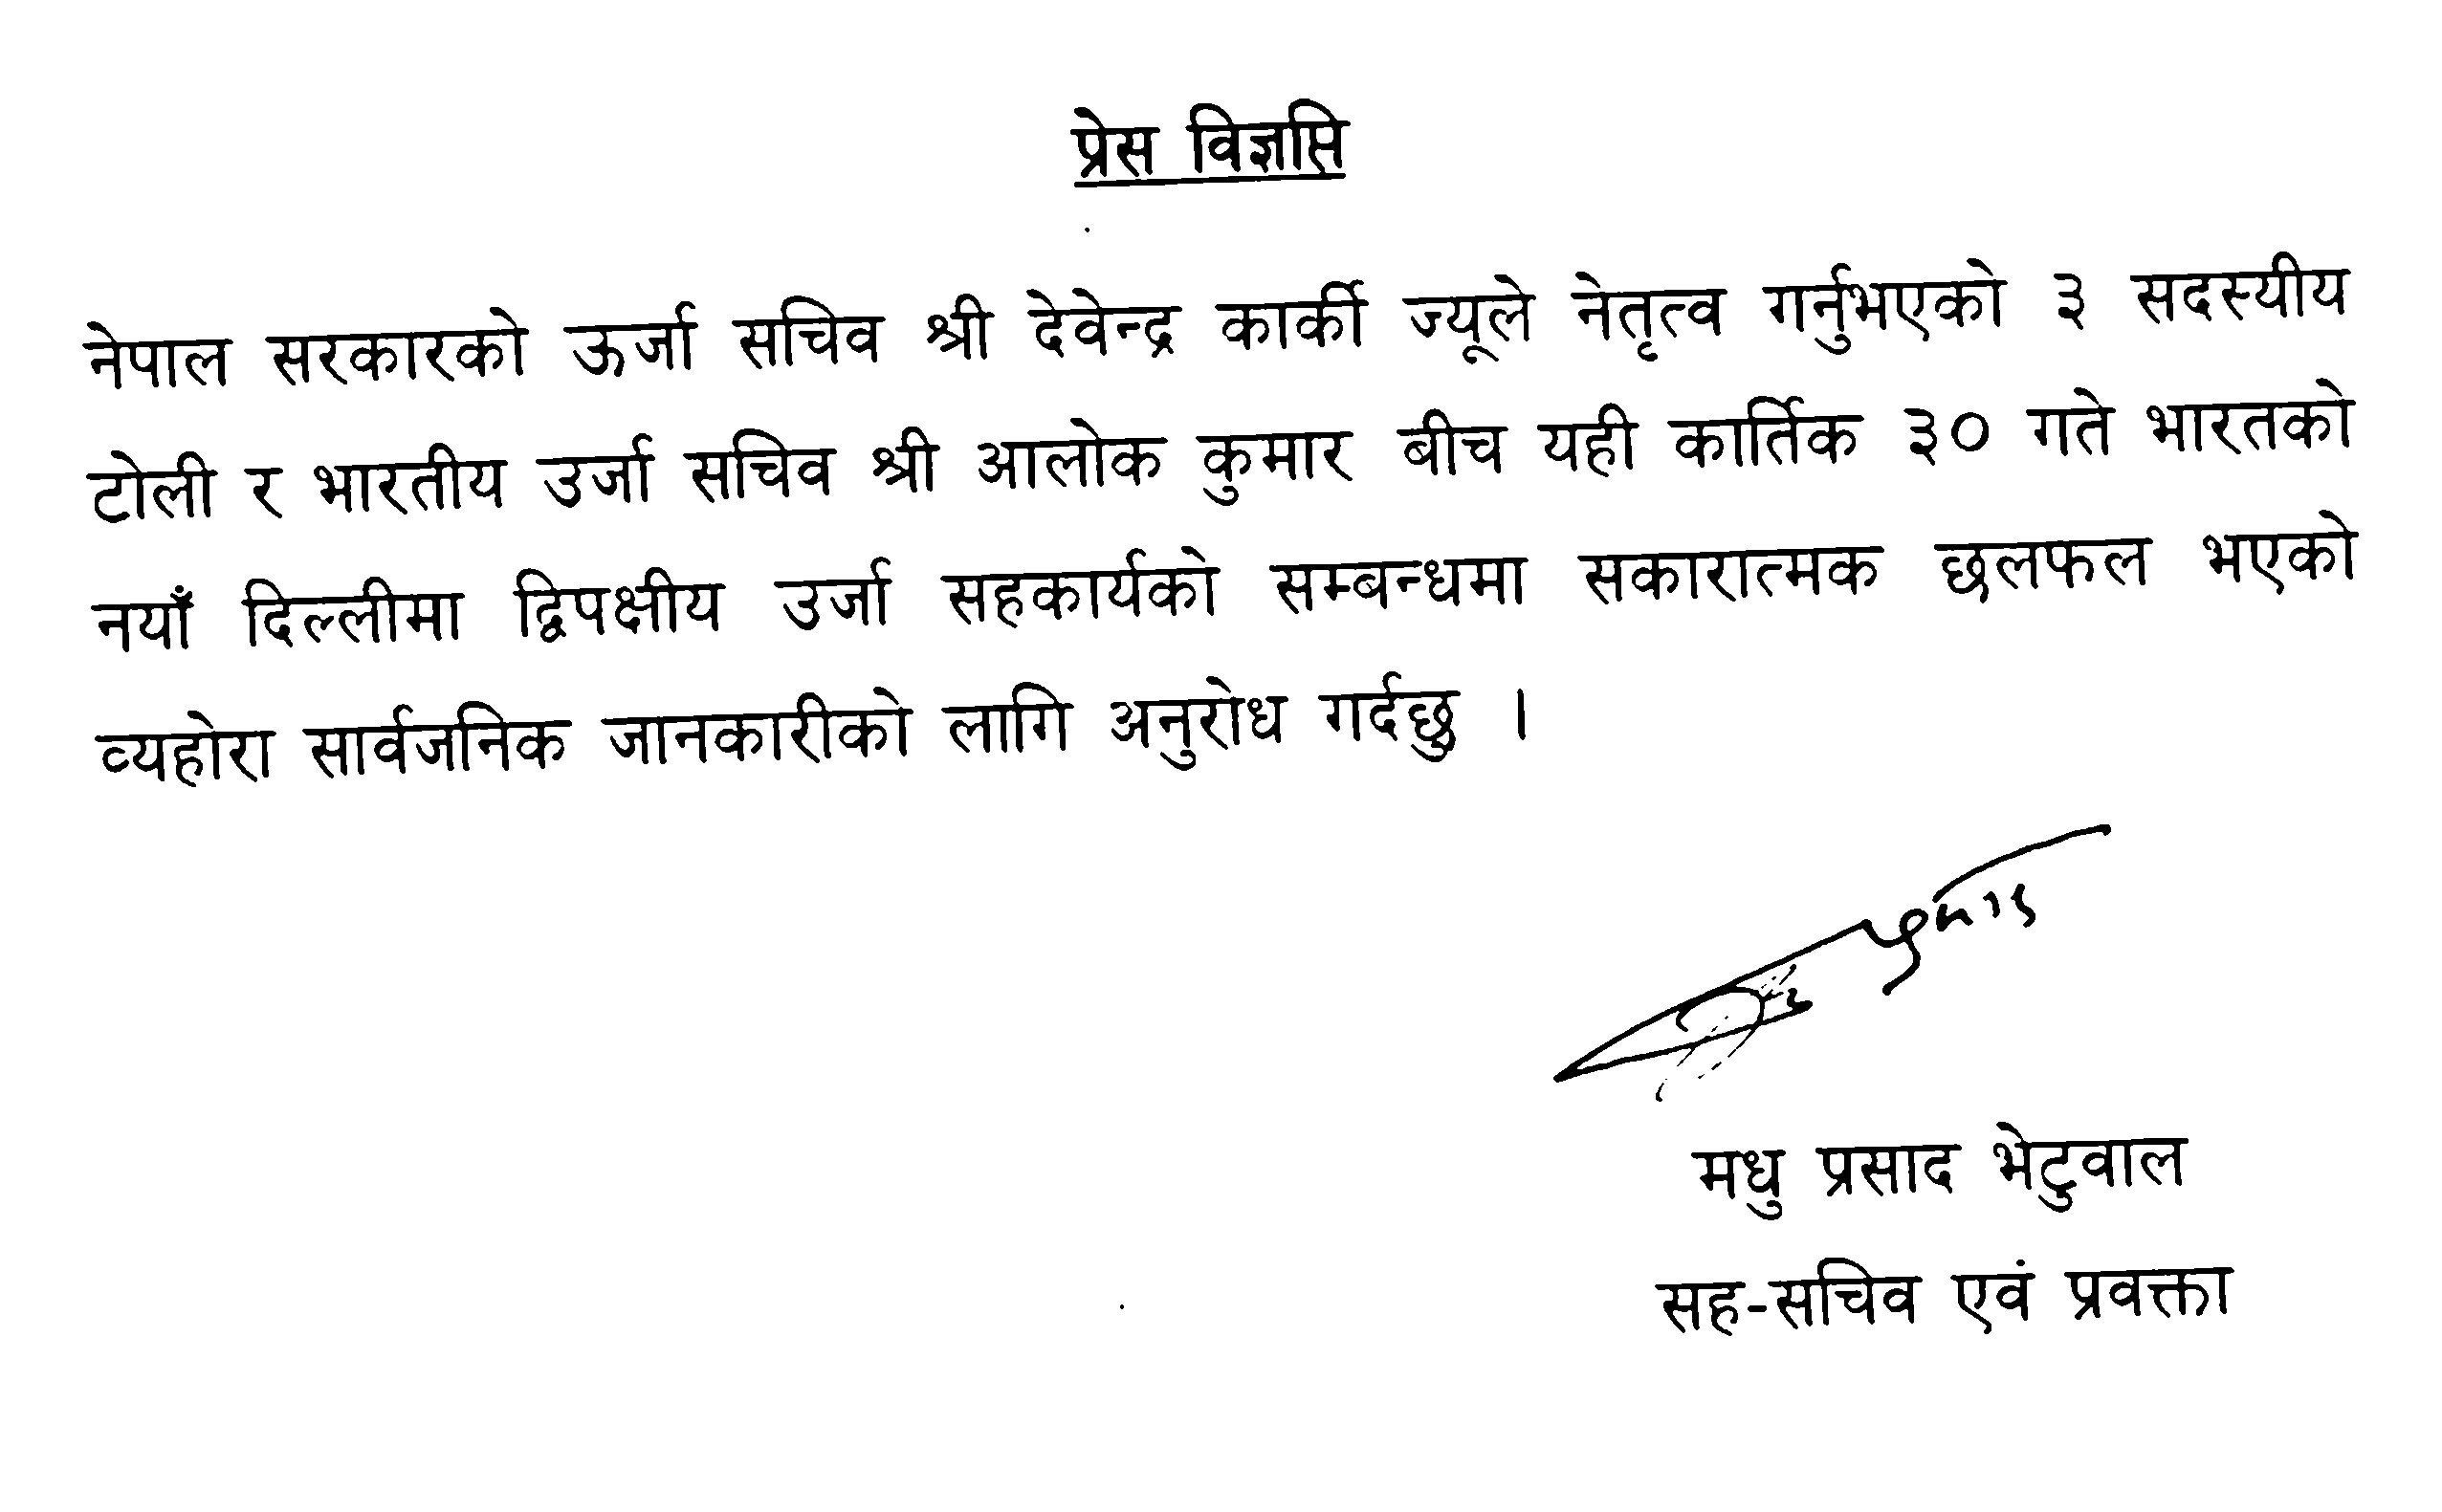 प्रेस विज्ञप्ति
नेपाल सरकारको ऊर्जा सचिव श्री देवेन्द्र कार्की ज्यूले नेतृत्व गर्नुभएको ३ सदस्यीय
टोली र भारतीय उर्जा सचिव श्री आलोक कुमार बीच यही कार्तिक ३० गते भारतको
नयाँ दिल्लीमा द्विपक्षीय उर्जा सहकार्यको सम्बन्धमा सकारात्मक छलफल भएको
व्यहोरा सार्वजनिक जानकारीको लागि अनुरोध गर्दछु ।
मधु प्रसाद भेटुवाल
सह-सचिव एवं प्रवक्ता